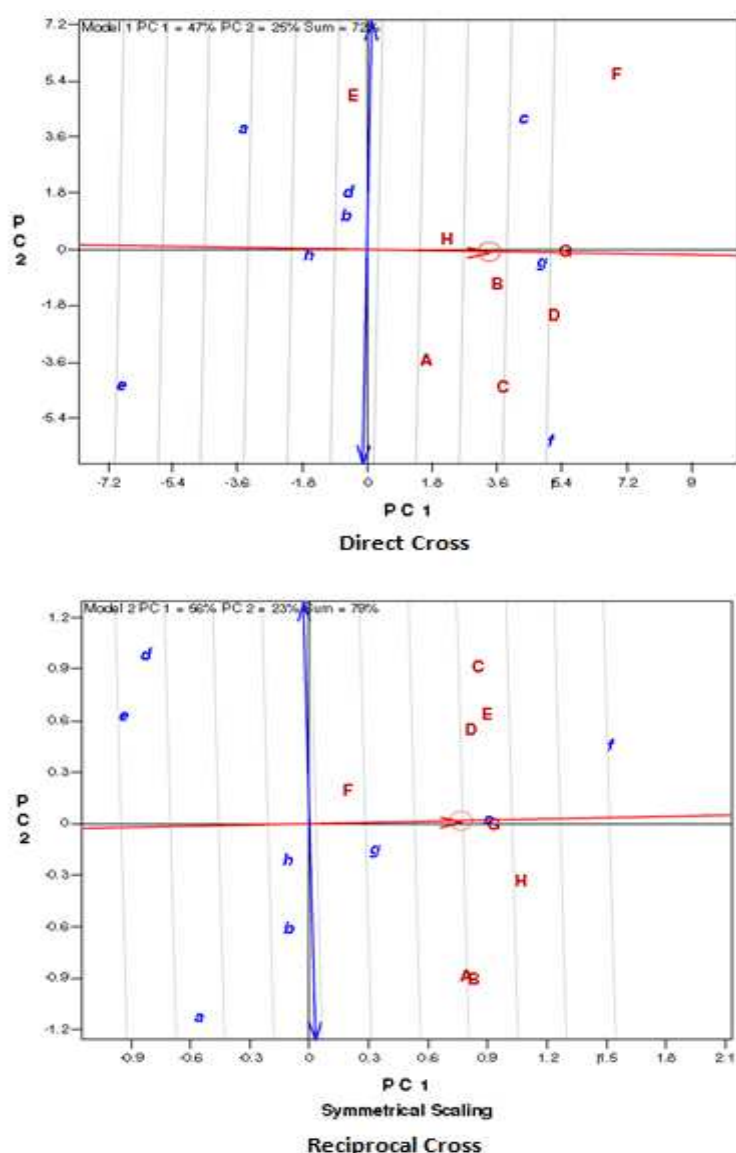 Model 1 PC 1 = 47% PC 2 = 25% Sum = 72%
7.2
5.4
3.6
1.8
0
-1.8
-3.6
-5.4
P
C
2
E
F
a
c
d
b
H
h
G
g
B
D
A
C
e
f
-7.2 -5.4 -3.6 -1.8 0 1.8 3.6 5.4 7.2 9
PC 1
Direct Cross
Model 2 PC 1 = 56% PC 2 = 23% Sum = 79%
1.2
0.9
0.6
0.3
0
-0.3
-0.6
-0.9
-1.2
P
C
2
d
C
e
E
D
f
F
G
g
h
H
b
A B
a
-0.9 -0.6 -0.3 0 0.3 0.6 0.9 1.2 1.5 1.8 2.1
PC 1
Symmetrical Scaling
Reciprocal Cross